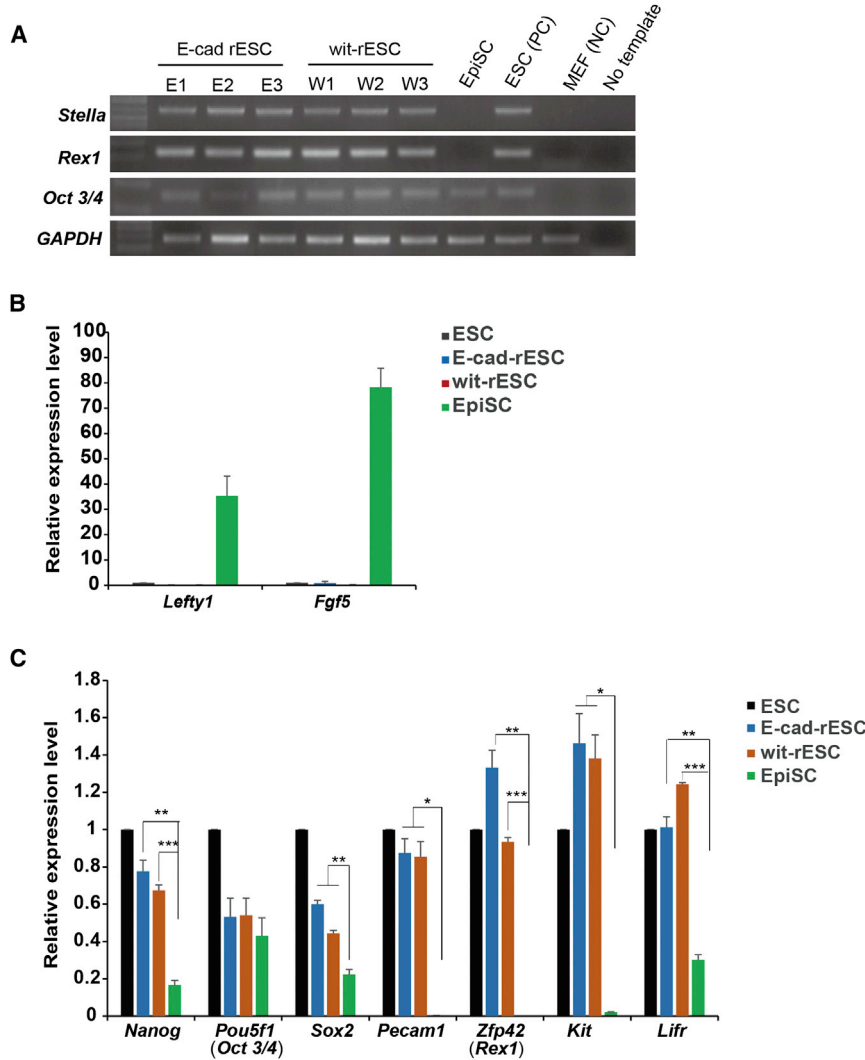 A
E-cad rESC
wit-rESC
EpiSC
ESC (PC)
MEF (NC)
No template
E1 E2 E3 W1 W2 W3
Stella
Rex1
Oct 3/4
GAPDH
B
Relative expression level
100
90
80
70
60
50
40
30
20
10
0
Lefty1 Fgf5
ESC
E-cad-rESC
wit-rESC
EpiSC
C
Relative expression level
1.8
1.6
1.4
1.2
1
0.8
0.6
0.4
0.2
0
** *** ** * ** *** * ** ***
Nanog Pou5f1 Sox2 Pecam1 Zfp42 Kit Lifr
(Oct 3/4) (Rex1)
ESC
E-cad-rESC
wit-rESC
EpiSC